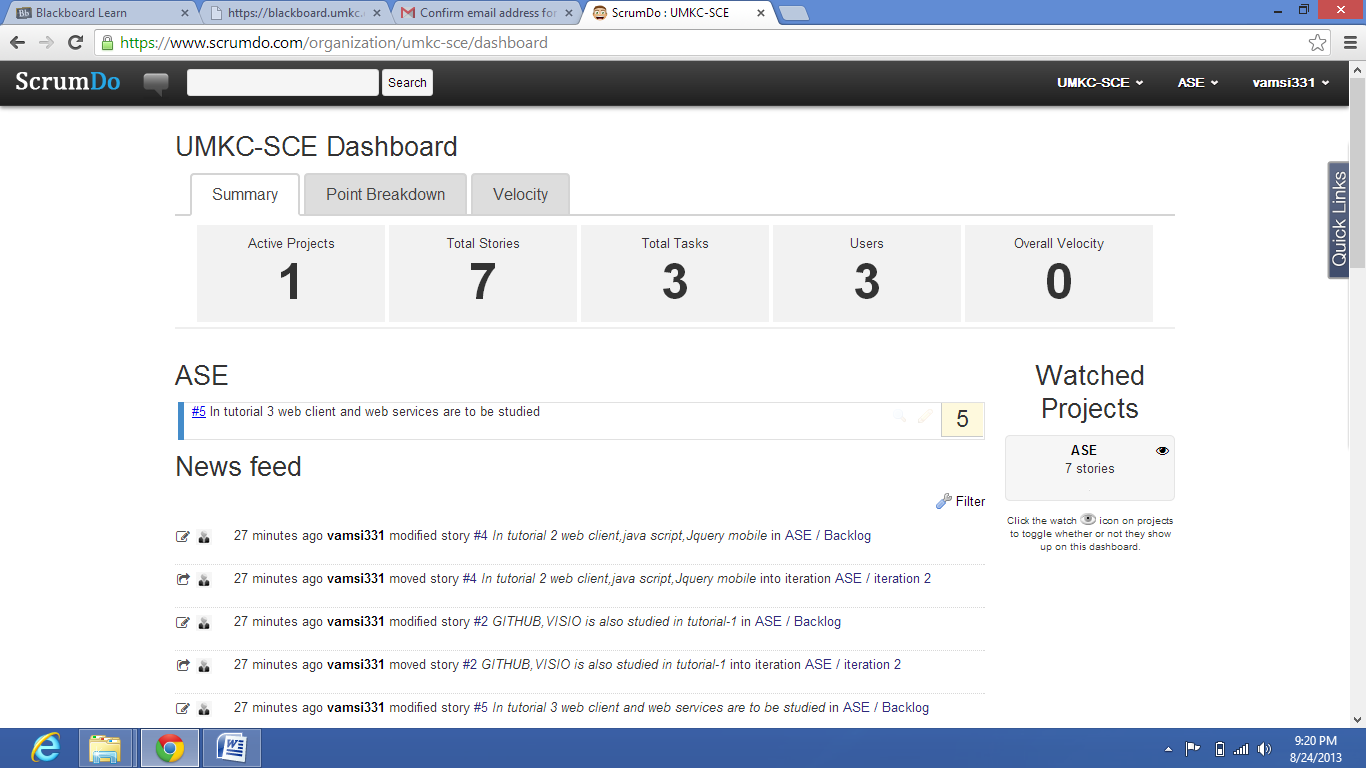 Blackboard Learn
https://blackboard.umkc.
Confirm email address for
ScrumDo : UMKC-SCE
https://www.scrumdo.com/organization/umkc-sce/dashboard
ScrumDo
Search
UMKC-SCE
ASE
vamsi331
UMKC-SCE Dashboard
Summary
Point Breakdown
Velocity
Quick Links
Active Projects
1
Total Stories
7
Total Tasks
3
Users
3
Overall Velocity
0
ASE
#5 In tutorial 3 web client and web services are to be studied
5
Watched
Projects
ASE
7 stories
Click the watch icon on projects
to toggle whether or not they show
up on this dashboard.
News feed
Filter
27 minutes ago vamsi331 modified story #4 In tutorial 2 web client,java script,Jquery mobile in ASE / Backlog
27 minutes ago vamsi331 moved story #4 In tutorial 2 web client,java script,Jquery mobile into iteration ASE / iteration 2
27 minutes ago vamsi331 modified story #2 GITHUB,VISIO is also studied in tutorial-1 in ASE / Backlog
27 minutes ago vamsi331 moved story #2 GITHUB,VISIO is also studied in tutorial-1 into iteration ASE / iteration 2
27 minutes ago vamsi331 modified story #5 In tutorial 3 web client and web services are to be studied in ASE / Backlog
9:20 PM
8/24/2013